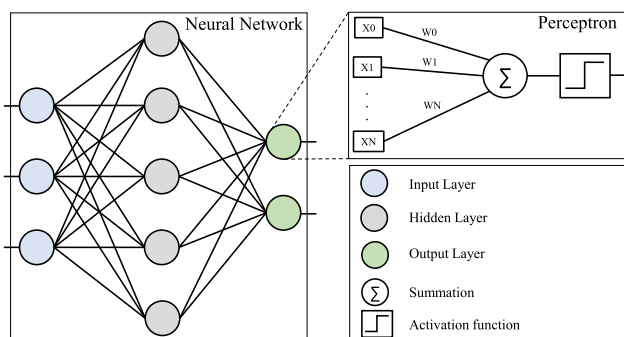 Neural Network
Perceptron
X0
W0
X1
W1
Σ
.
.
.
WN
XN
Input Layer
Hidden Layer
Output Layer
Σ
Summation
Activation function